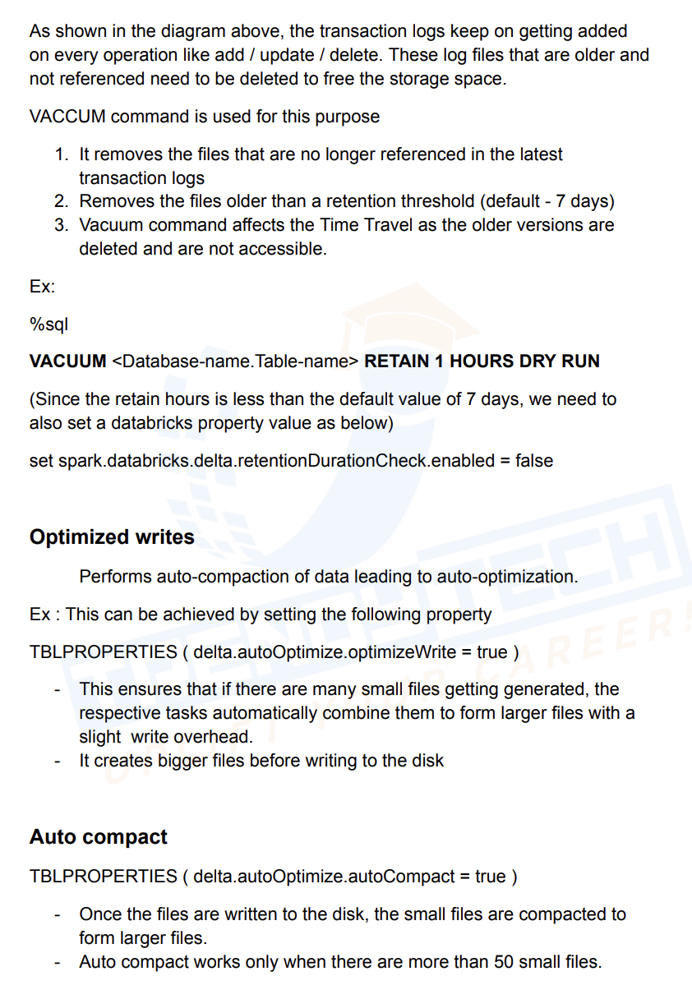 As shown in the diagram above, the transaction logs keep on getting added
on every operation like add / update / delete. These log files that are older and
not referenced need to be deleted to free the storage space.
VACCUM command is used for this purpose
1. It removes the files that are no longer referenced in the latest
transaction logs
2. Removes the files older than a retention threshold (default - 7 days)
3. Vacuum command affects the Time Travel as the older versions are
deleted and are not accessible.
Ex:
%sql
VACUUM <Database-name.Table-name> RETAIN 1 HOURS DRY RUN
(Since the retain hours is less than the default value of 7 days, we need to
also set a databricks property value as below)
set spark.databricks.delta.retentionDurationCheck.enabled = false
Optimized writes
Performs auto-compaction of data leading to auto-optimization.
Ex : This can be achieved by setting the following property
TBLPROPERTIES ( delta.autoOptimize.optimizeWrite = true )
- This ensures that if there are many small files getting generated, the
respective tasks automatically combine them to form larger files with a
slight  write overhead.
- It creates bigger files before writing to the disk
Auto compact
TBLPROPERTIES ( delta.autoOptimize.autoCompact = true )
- Once the files are written to the disk, the small files are compacted to
form larger files.
- Auto compact works only when there are more than 50 small files.
TRENDYTECH
UPLIFT YOUR CAREER!